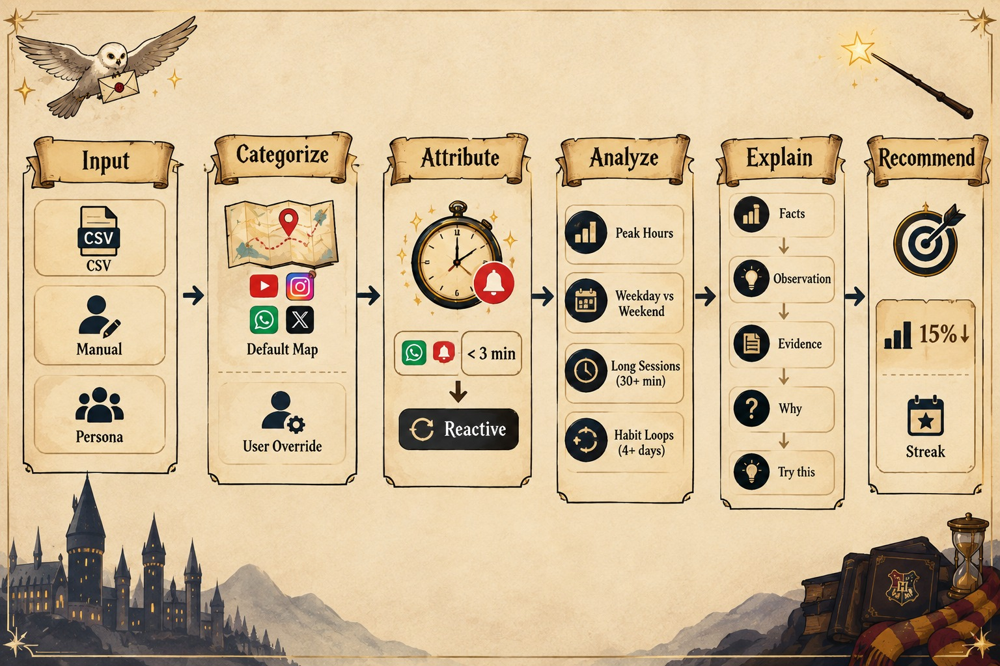 Input
CSV
CSV
Manual
Persona
Categorize
Default Map
User Override
Attribute
< 3 min
Reactive
Analyze
Peak Hours
Weekday vs
Weekend
Long Sessions
(30+ min)
Habit Loops
(4+ days)
Explain
Facts
Observation
Evidence
Why
Try this
Recommend
15%↓
Streak